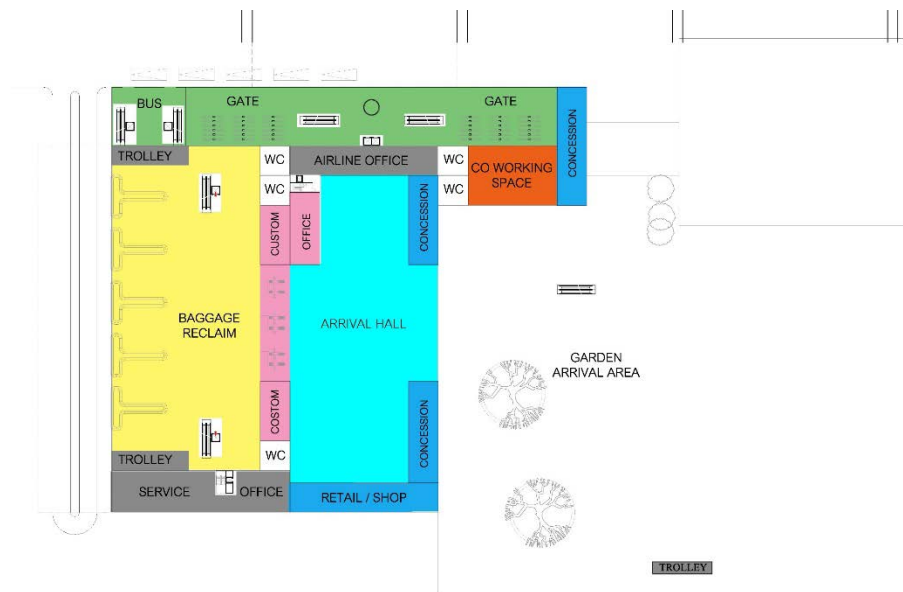 BUS
GATE
GATE
CONCESSION
TROLLEY
WC
AIRLINE OFFICE
WC
CO WORKING
SPACE
WC
WC
CUSTOM
OFFICE
CONCESSION
BAGGAGE
RECLAIM
ARRIVAL HALL
GARDEN
ARRIVAL AREA
COSTOM
CONCESSION
TROLLEY
WC
SERVICE
OFFICE
RETAIL / SHOP
TROLLEY